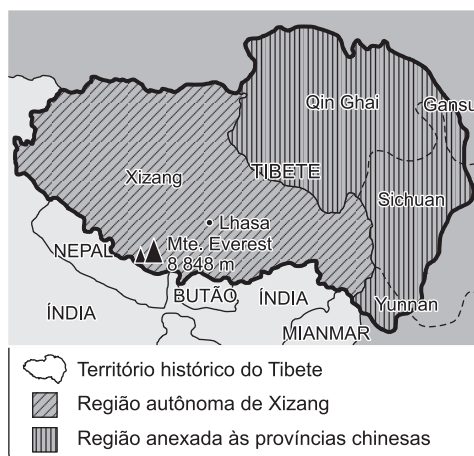 Qin Ghai
Gansu
Xizang
TIBETE
Sichuan
Lhasa
Mte. Everest
8 848 m
NEPAL
BUTÃO
ÍNDIA
ÍNDIA
Yunnan
MIANMAR
Território histórico do Tibete
Região autônoma de Xizang
Região anexada às províncias chinesas